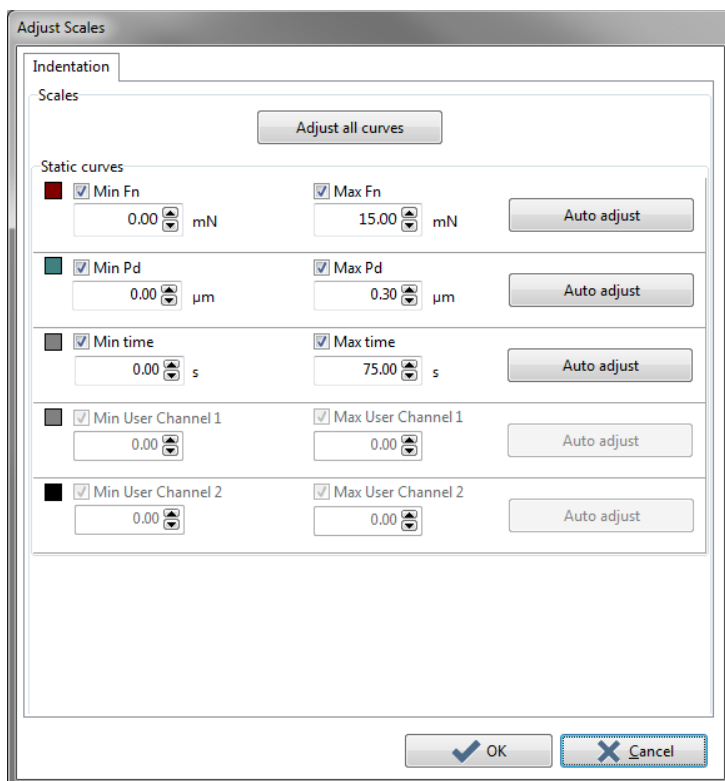 Adjust Scales
Indentation
Scales
Adjust all curves
Static curves
Min Fn Max Fn
0.00 mN 15.00 mN Auto adjust
Min Pd Max Pd
0.00 µm 0.30 µm Auto adjust
Min time Max time
0.00 s 75.00 s Auto adjust
Min User Channel 1 Max User Channel 1
0.00 0.00 Auto adjust
Min User Channel 2 Max User Channel 2
0.00 0.00 Auto adjust
OK Cancel